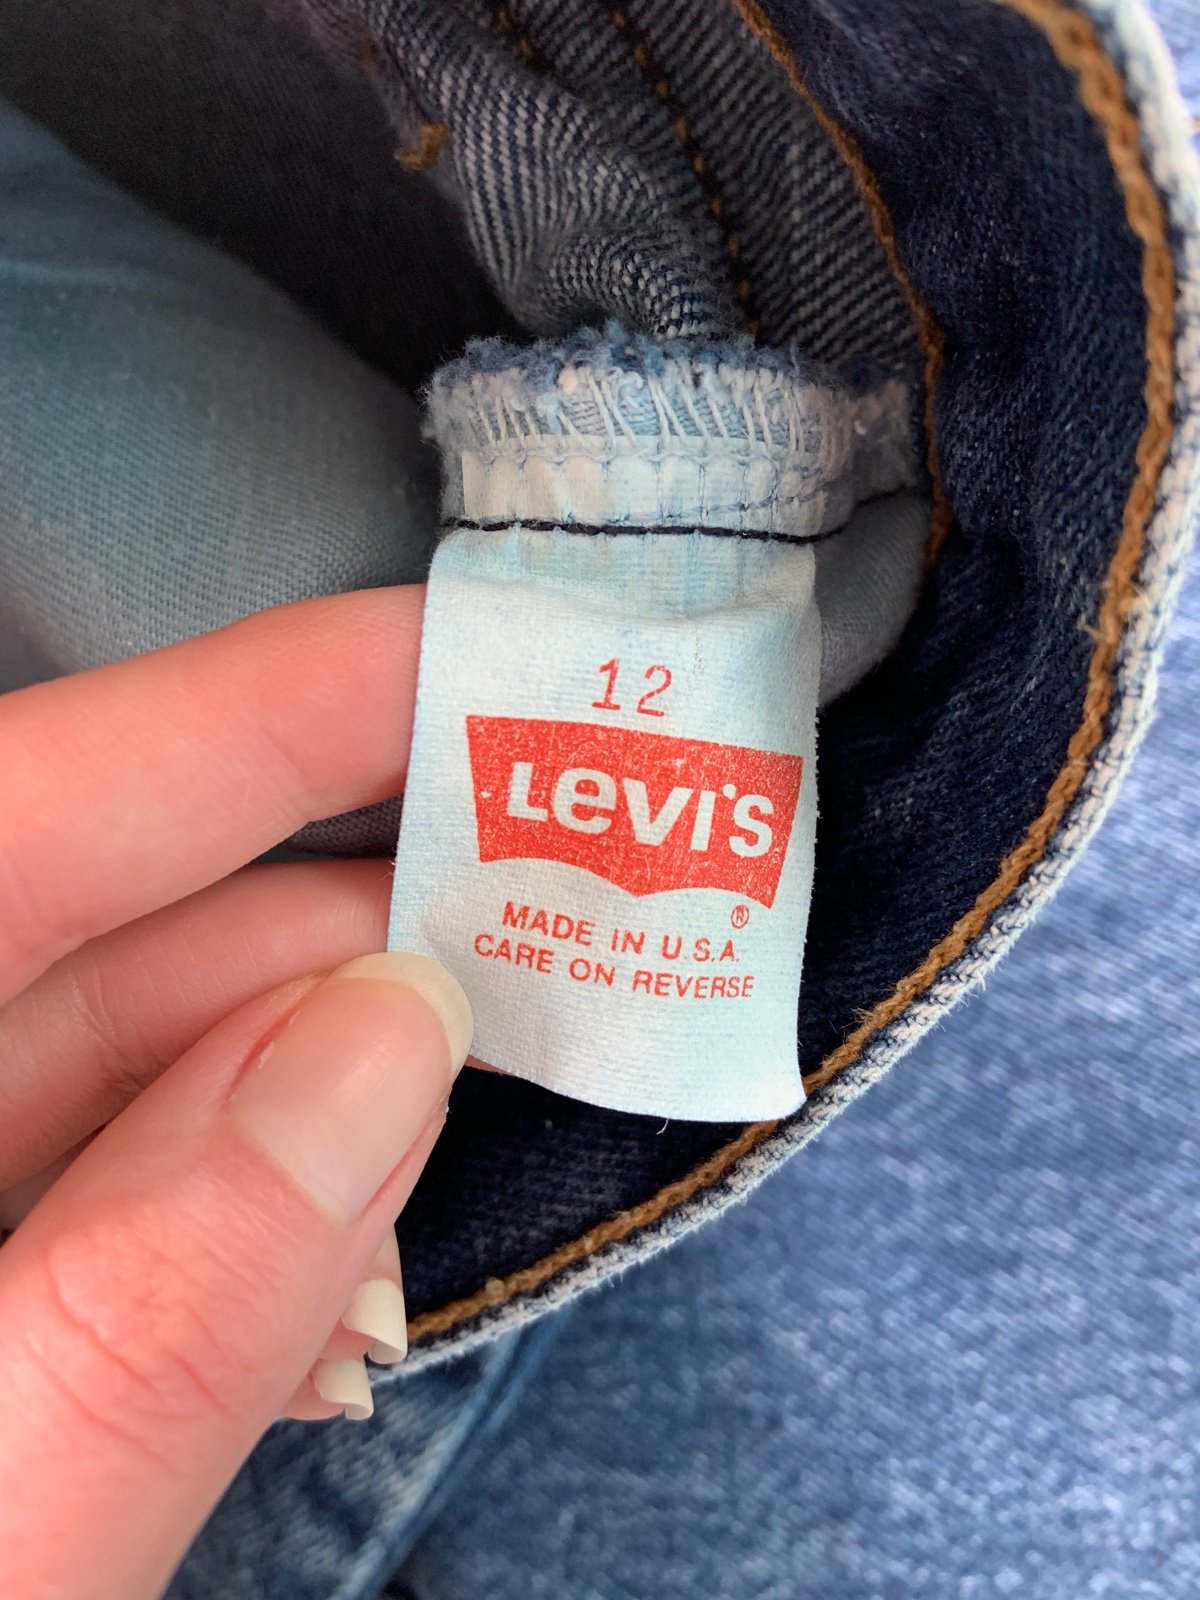 12
Levi's
®
MADE IN U.S.A.
CARE ON REVERSE